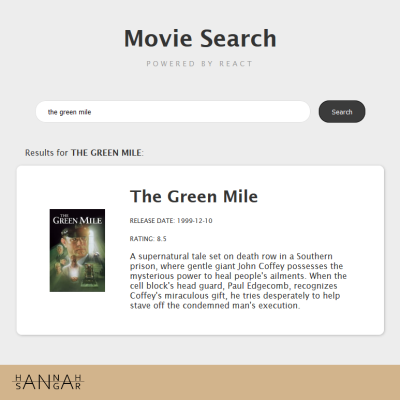 Movie Search
POWERED BY REACT
the green mile
Search
Results for THE GREEN MILE:
THE
GREEN MILE
The Green Mile
RELEASE DATE: 1999-12-10
RATING: 8.5
A supernatural tale set on death row in a Southern
prison, where gentle giant John Coffey possesses the
mysterious power to heal people's ailments. When the
cell block's head guard, Paul Edgecomb, recognizes
Coffey's miraculous gift, he tries desperately to help
stave off the condemned man's execution.
HANNAH
SANGAR